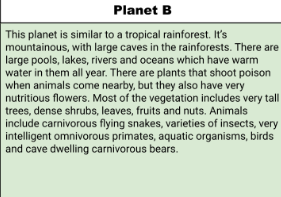 Planet B
This planet is similar to a tropical rainforest. It's
mountainous, with large caves in the rainforests. There are
large pools, lakes, rivers and oceans which have warm
water in them all year. There are plants that shoot poison
when animals come nearby, but they also have very
nutritious flowers. Most of the vegetation includes very tall
trees, dense shrubs, leaves, fruits and nuts. Animals
include carnivorous flying snakes, varieties of insects, very
intelligent omnivorous primates, aquatic organisms, birds
and cave dwelling carnivorous bears.